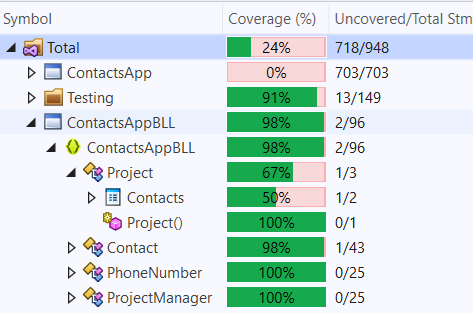 Symbol Coverage (%) Uncovered/Total Stm
Total 24% 718/948
ContactsApp 0% 703/703
Testing 91% 13/149
ContactsAppBLL 98% 2/96
ContactsAppBLL 98% 2/96
Project 67% 1/3
Contacts 50% 1/2
Project() 100% 0/1
Contact 98% 1/43
PhoneNumber 100% 0/25
ProjectManager 100% 0/25